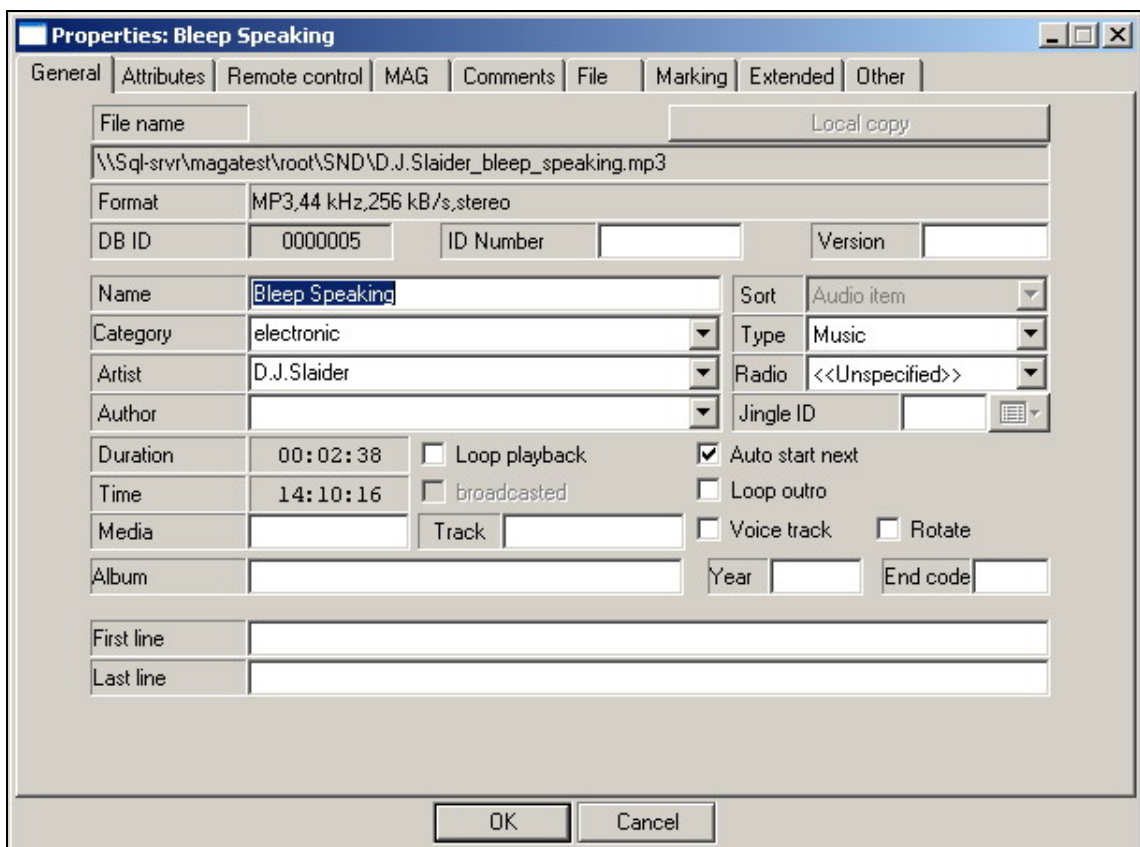 Properties: Bleep Speaking
General Attributes Remote control MAG Comments File Marking Extended Other
File name Local copy
\\Sql-srvr\magatest\root\SND\D.J.Slaider_bleep_speaking.mp3
Format MP3,44 kHz,256 kB/s,stereo
DB ID 0000005 ID Number Version
Name Bleep Speaking Sort Audio item
Category electronic Type Music
Artist D.J.Slaider Radio <<Unspecified>>
Author Jingle ID
Duration 00:02:38 Loop playback Auto start next
Time 14:10:16 broadcasted Loop outro
Media Track Voice track Rotate
Album Year End code
First line
Last line
OK Cancel